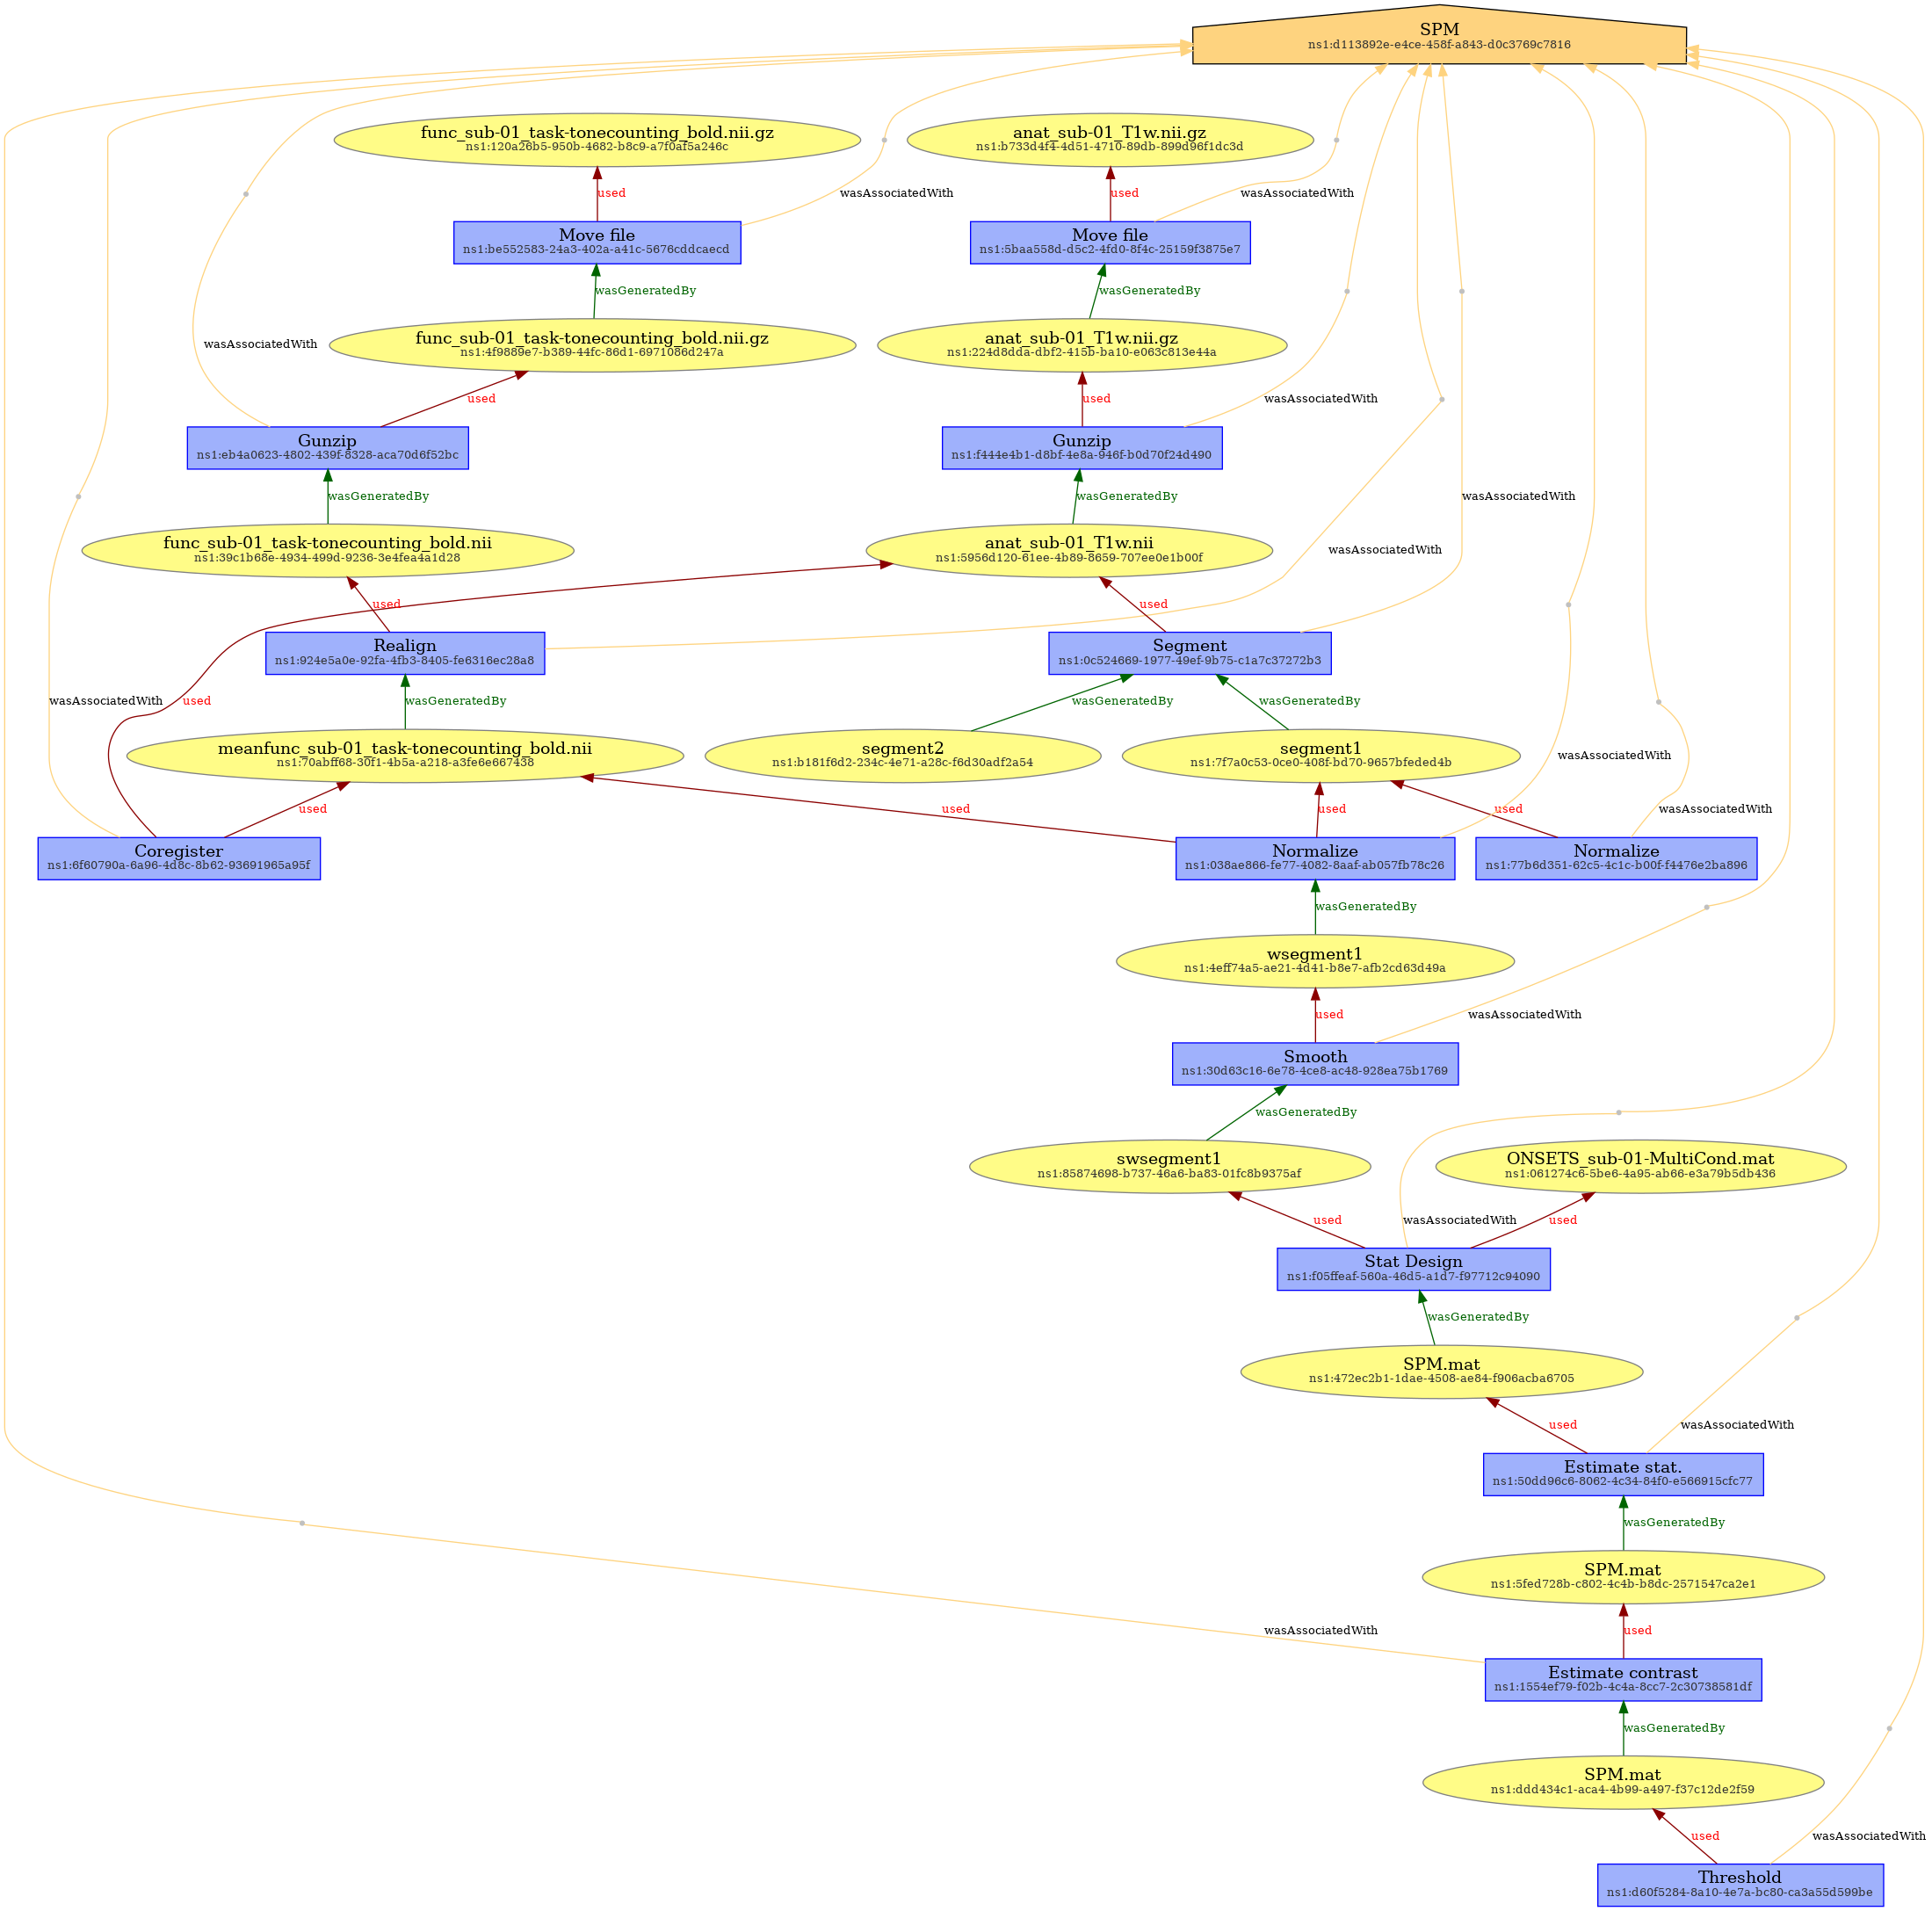 SPM
ns1:d113892e-e4ce-458f-a843-d0c3769c7816
func_sub-01_task-tonecounting_bold.nii.gz
ns1:120a26b5-950b-4682-b8c9-a7f0af5a246c
anat_sub-01_T1w.nii.gz
ns1:b733d4f4-4d51-4710-89db-899d96f1dc3d
used
wasAssociatedWith
used
wasAssociatedWith
Move file
ns1:be552583-24a3-402a-a41c-5676cddcaecd
Move file
ns1:5baa558d-d5c2-4fd0-8f4c-25159f3875e7
wasGeneratedBy
wasGeneratedBy
wasAssociatedWith
func_sub-01_task-tonecounting_bold.nii.gz
ns1:4f9889e7-b389-44fc-86d1-6971086d247a
anat_sub-01_T1w.nii.gz
ns1:224d8dda-dbf2-415b-ba10-e063c813e44a
used
used
wasAssociatedWith
Gunzip
ns1:eb4a0623-4802-439f-8328-aca70d6f52bc
Gunzip
ns1:f444e4b1-d8bf-4e8a-946f-b0d70f24d490
wasGeneratedBy
wasGeneratedBy
wasAssociatedWith
func_sub-01_task-tonecounting_bold.nii
ns1:39c1b68e-4934-499d-9236-3e4fea4a1d28
anat_sub-01_T1w.nii
ns1:5956d120-61ee-4b89-8659-707ee0e1b00f
wasAssociatedWith
used
used
Realign
ns1:924e5a0e-92fa-4fb3-8405-fe6316ec28a8
Segment
ns1:0c524669-1977-49ef-9b75-c1a7c37272b3
wasAssociatedWith
used
wasGeneratedBy
wasGeneratedBy
wasGeneratedBy
meanfunc_sub-01_task-tonecounting_bold.nii
ns1:70abff68-30f1-4b5a-a218-a3fe6e667438
segment2
ns1:b181f6d2-234c-4e71-a28c-f6d30adf2a54
segment1
ns1:7f7a0c53-0ce0-408f-bd70-9657bfeded4b
wasAssociatedWith
used
used
used
used
wasAssociatedWith
Coregister
ns1:6f60790a-6a96-4d8c-8b62-93691965a95f
Normalize
ns1:038ae866-fe77-4082-8aaf-ab057fb78c26
Normalize
ns1:77b6d351-62c5-4c1c-b00f-f4476e2ba896
wasGeneratedBy
wsegment1
ns1:4eff74a5-ae21-4d41-b8e7-afb2cd63d49a
used
wasAssociatedWith
Smooth
ns1:30d63c16-6e78-4ce8-ac48-928ea75b1769
wasGeneratedBy
swsegment1
ns1:85874698-b737-46a6-ba83-01fc8b9375af
ONSETS_sub-01-MultiCond.mat
ns1:061274c6-5be6-4a95-ab66-e3a79b5db436
used
wasAssociatedWith
used
Stat Design
ns1:f05ffeaf-560a-46d5-a1d7-f97712c94090
wasGeneratedBy
SPM.mat
ns1:472ec2b1-1dae-4508-ae84-f906acba6705
used
wasAssociatedWith
Estimate stat.
ns1:50dd96c6-8062-4c34-84f0-e566915cfc77
wasGeneratedBy
SPM.mat
ns1:5fed728b-c802-4c4b-b8dc-2571547ca2e1
wasAssociatedWith
used
Estimate contrast
ns1:1554ef79-f02b-4c4a-8cc7-2c30738581df
wasGeneratedBy
SPM.mat
ns1:ddd434c1-aca4-4b99-a497-f37c12de2f59
used
wasAssociatedWith
Threshold
ns1:d60f5284-8a10-4e7a-bc80-ca3a55d599be